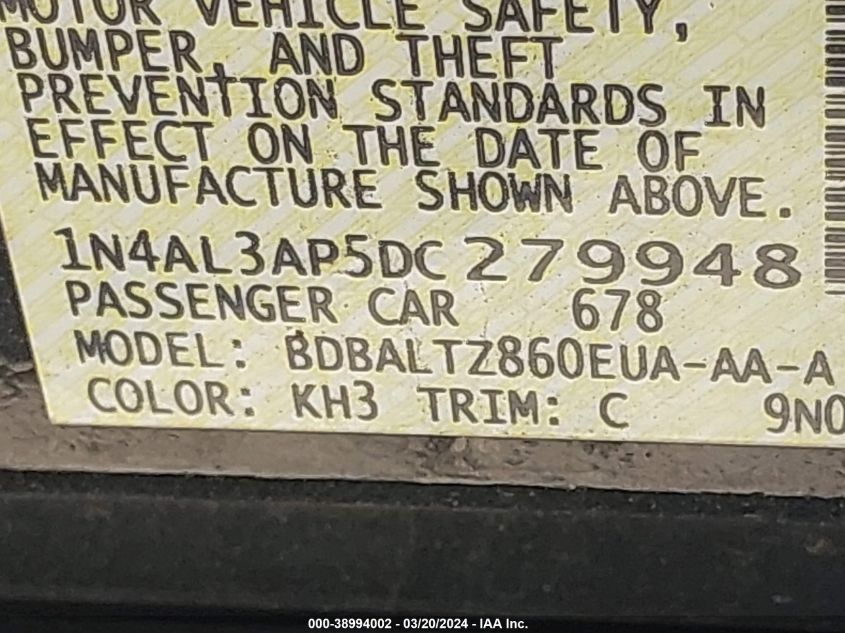 MOTOR VEHICLE SAFETY,
BUMPER, AND THEFT
PREVENTION STANDARDS IN
EFFECT ON THE DATE OF
MANUFACTURE SHOWN ABOVE.
1N4AL3AP5DC279948
PASSENGER CAR 678
MODEL: BDBALTZ860EUA-AA-A
COLOR: KH3 TRIM: C 9N0
000-38994002 - 03/20/2024 - IAA Inc.